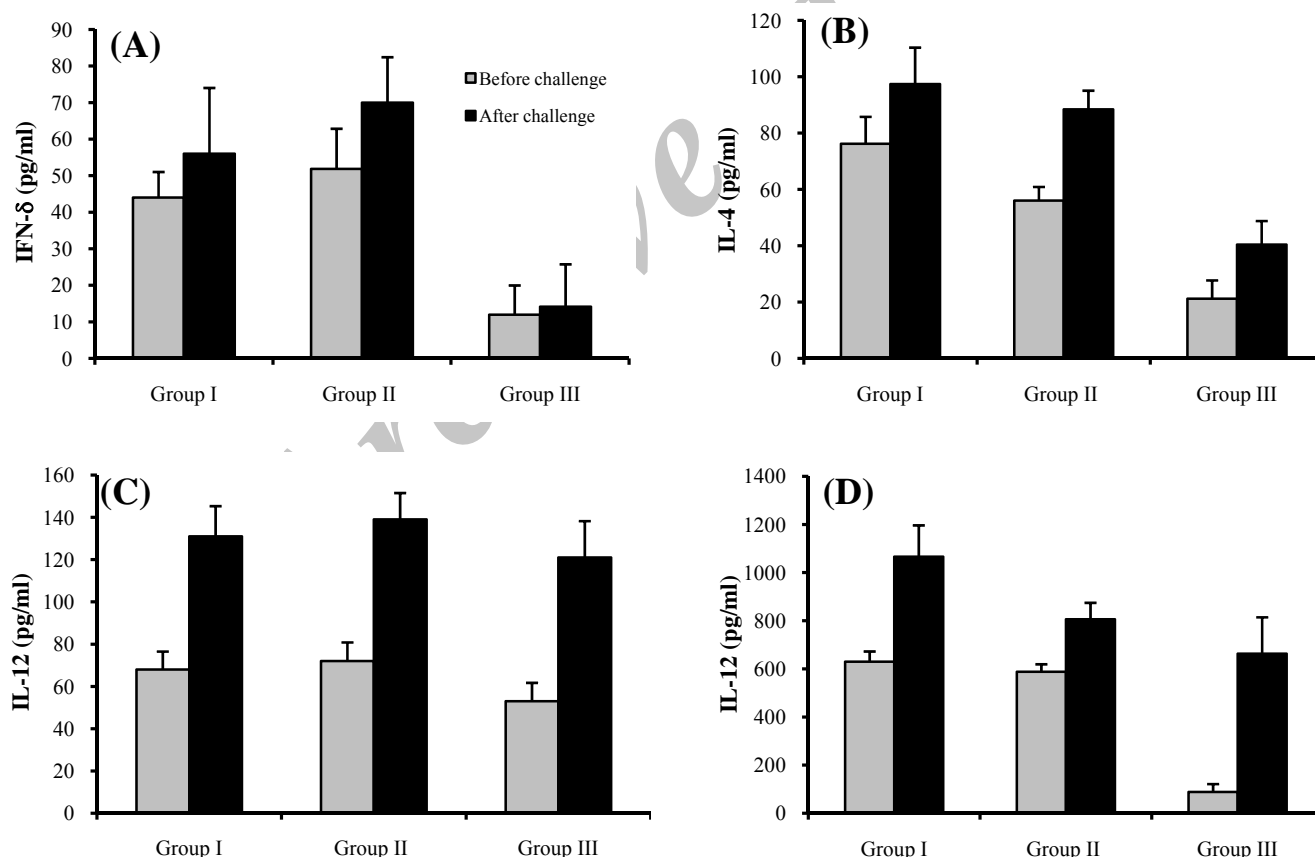 (A)
IFN-δ (pg/ml)
90
80
70
60
50
40
30
20
10
0
Before challenge
After challenge
Group I Group II Group III
(B)
IL-4 (pg/ml)
120
100
80
60
40
20
0
Group I Group II Group III
(C)
IL-12 (pg/ml)
160
140
120
100
80
60
40
20
0
Group I Group II Group III
(D)
IL-12 (pg/ml)
1400
1200
1000
800
600
400
200
0
Group I Group II Group III